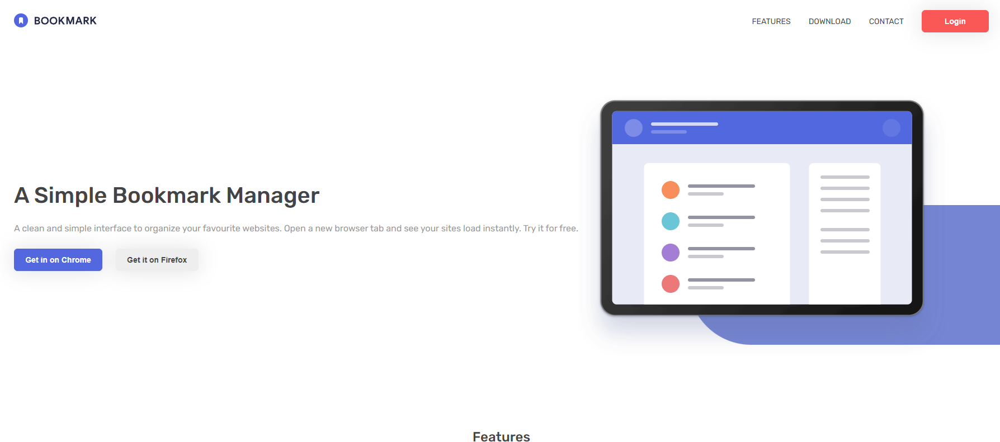 BOOKMARK
FEATURES DOWNLOAD CONTACT Login
A Simple Bookmark Manager
A clean and simple interface to organize your favourite websites. Open a new browser tab and see your sites load instantly. Try it for free.
Get in on Chrome Get it on Firefox
Features